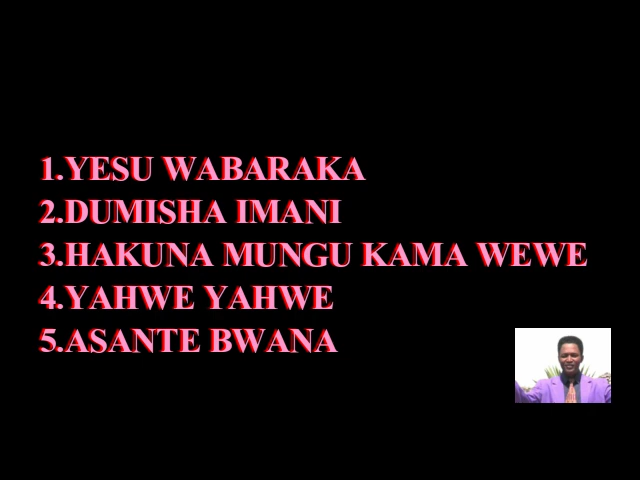 1.YESU WABARAKA
2.DUMISHA IMANI
3.HAKUNA MUNGU KAMA WEWE
4.YAHWE YAHWE
5.ASANTE BWANA